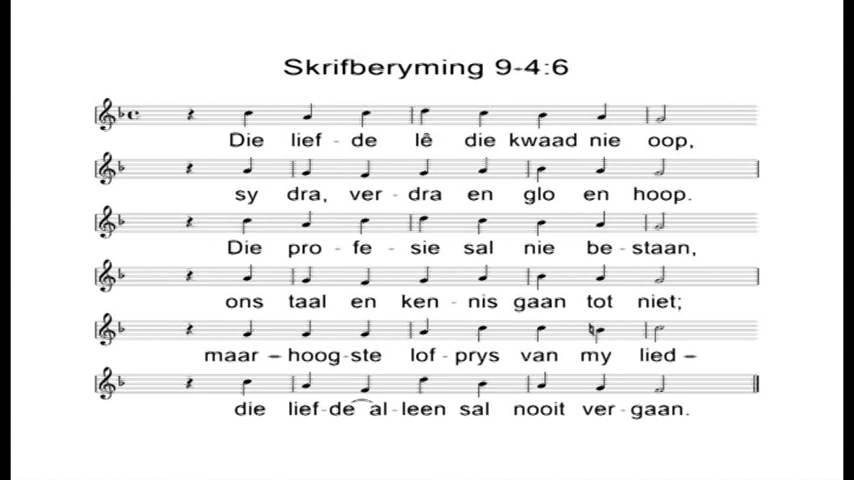 Skrifberyming 9-4:6
Die lief - de lê die kwaad nie oop,
sy dra, ver - dra en glo en hoop.
Die pro - fe - sie sal nie be - staan,
ons taal en ken - nis gaan tot niet;
maar - hoog - ste lof - prys van my lied -
die lief - de al - leen sal nooit ver - gaan.